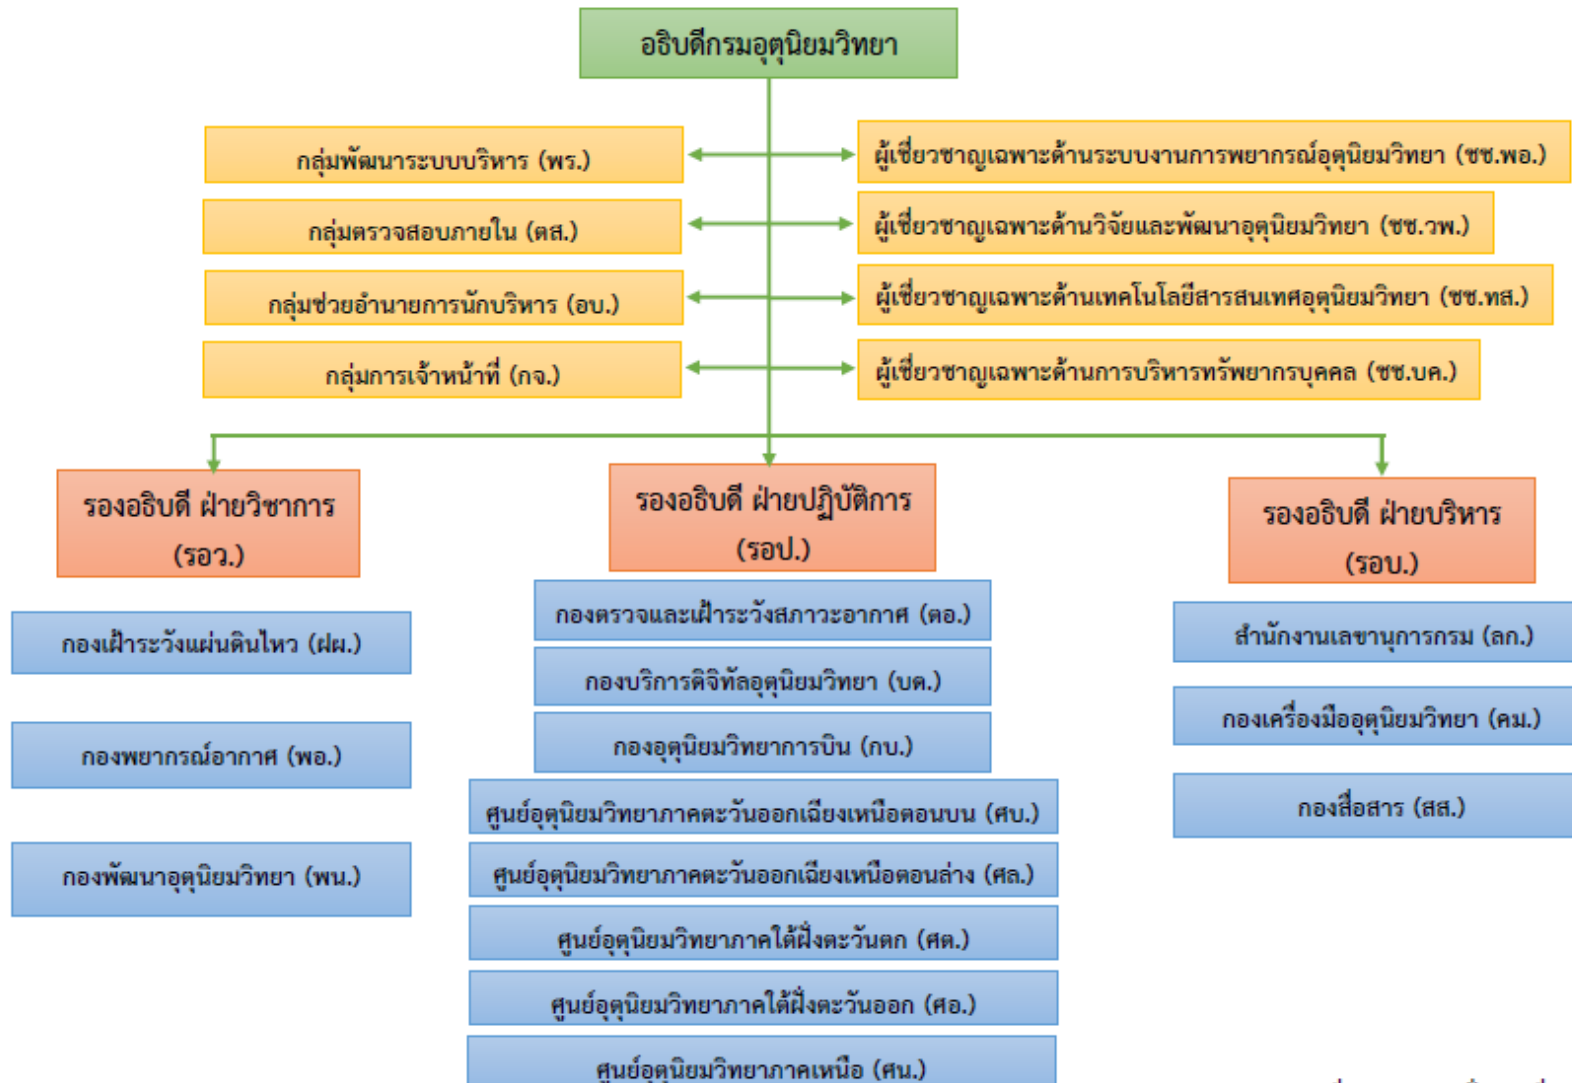 อธิบดีกรมอุตุนิยมวิทยา
กลุ่มพัฒนาระบบบริหาร (พร.)
ผู้เชี่ยวชาญเฉพาะด้านระบบงานการพยากรณ์อุตุนิยมวิทยา (ชช.พอ.)
กลุ่มตรวจสอบภายใน (ตส.)
ผู้เชี่ยวชาญเฉพาะด้านวิจัยและพัฒนาอุตุนิยมวิทยา (ชช.วพ.)
กลุ่มช่วยอำนายการนักบริหาร (อบ.)
ผู้เชี่ยวชาญเฉพาะด้านเทคโนโลยีสารสนเทศอุตุนิยมวิทยา (ชช.ทส.)
กลุ่มการเจ้าหน้าที่ (กจ.)
ผู้เชี่ยวชาญเฉพาะด้านการบริหารทรัพยากรบุคคล (ชช.บค.)
รองอธิบดี ฝ่ายวิชาการ
(รอว.)
กองเฝ้าระวังแผ่นดินไหว (ฝผ.)
กองพยากรณ์อากาศ (พอ.)
กองพัฒนาอุตุนิยมวิทยา (พน.)
รองอธิบดี ฝ่ายปฏิบัติการ
(รอป.)
กองตรวจและเฝ้าระวังสภาวะอากาศ (ตอ.)
กองบริการดิจิทัลอุตุนิยมวิทยา (บต.)
กองอุตุนิยมวิทยาการบิน (กบ.)
ศูนย์อุตุนิยมวิทยาภาคตะวันออกเฉียงเหนือตอนบน (ศบ.)
ศูนย์อุตุนิยมวิทยาภาคตะวันออกเฉียงเหนือตอนล่าง (ศล.)
ศูนย์อุตุนิยมวิทยาภาคใต้ฝั่งตะวันตก (ศต.)
ศูนย์อุตุนิยมวิทยาภาคใต้ฝั่งตะวันออก (ศอ.)
ศูนย์อุตุนิยมวิทยาภาคเหนือ (ศน.)
รองอธิบดี ฝ่ายบริหาร
(รอบ.)
สำนักงานเลขานุการกรม (ลก.)
กองเครื่องมืออุตุนิยมวิทยา (คม.)
กองสื่อสาร (สส.)